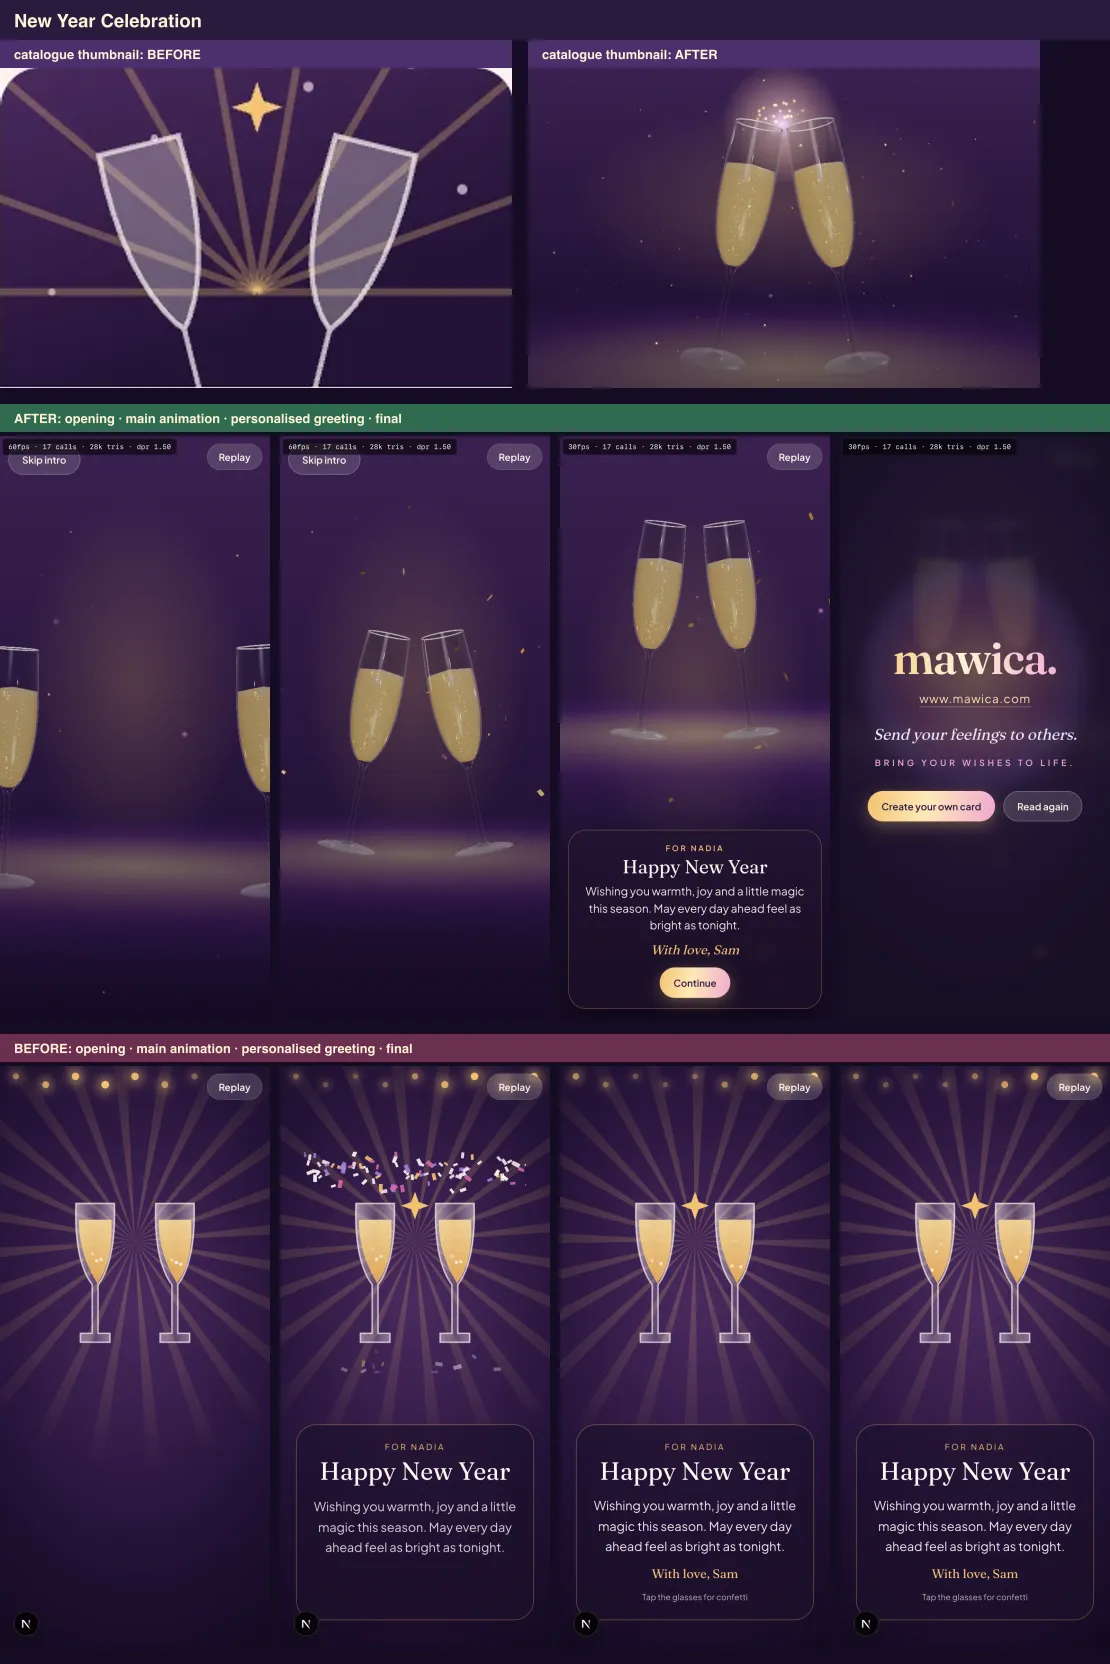 New Year Celebration
catalogue thumbnail: BEFORE
catalogue thumbnail: AFTER
AFTER: opening · main animation · personalised greeting · final
60fps · 17 calls · 28k tris · dpr 1.50
Skip intro
Replay
60fps · 17 calls · 28k tris · dpr 1.50
Skip intro
Replay
30fps · 17 calls · 28k tris · dpr 1.50
Replay
FOR NADIA
Happy New Year
Wishing you warmth, joy and a little magic
this season. May every day ahead feel as
bright as tonight.
With love, Sam
Continue
30fps · 17 calls · 28k tris · dpr 1.50
mawica.
www.mawica.com
Send your feelings to others.
BRING YOUR WISHES TO LIFE.
Create your own card
Read again
BEFORE: opening · main animation · personalised greeting · final
Replay
N
Replay
FOR NADIA
Happy New Year
Wishing you warmth, joy and a little
magic this season. May every day
ahead feel as bright as tonight.
N
Replay
FOR NADIA
Happy New Year
Wishing you warmth, joy and a little
magic this season. May every day
ahead feel as bright as tonight.
With love, Sam
Tap the glasses for confetti
N
Replay
FOR NADIA
Happy New Year
Wishing you warmth, joy and a little
magic this season. May every day
ahead feel as bright as tonight.
With love, Sam
Tap the glasses for confetti
N